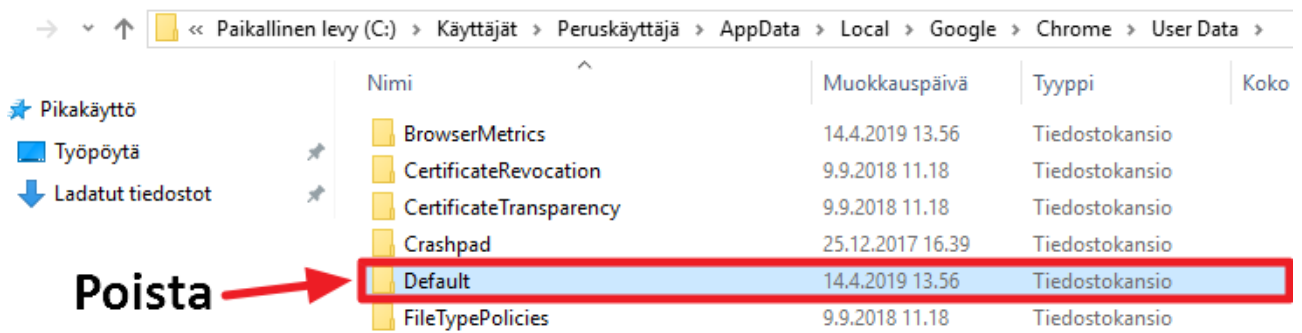 « Paikallinen levy (C:) > Käyttäjät > Peruskäyttäjä > AppData > Local > Google > Chrome > User Data >
Nimi Muokkauspäivä Tyyppi Koko
Pikakäyttö
Työpöytä
Ladatut tiedostot
BrowserMetrics 14.4.2019 13.56 Tiedostokansio
CertificateRevocation 9.9.2018 11.18 Tiedostokansio
CertificateTransparency 9.9.2018 11.18 Tiedostokansio
Crashpad 25.12.2017 16.39 Tiedostokansio
Poista
Default 14.4.2019 13.56 Tiedostokansio
FileTypePolicies 9.9.2018 11.18 Tiedostokansio